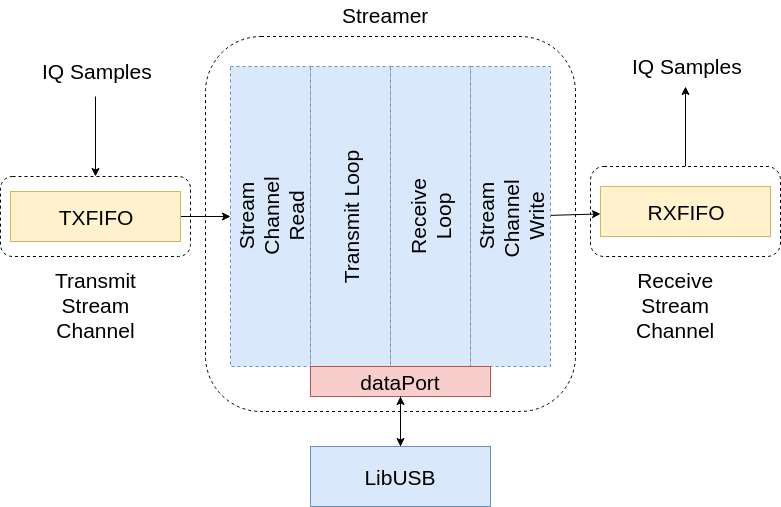 Streamer
IQ Samples
IQ Samples
TXFIFO
Stream
Channel
Read
Transmit Loop
Receive
Loop
Stream
Channel
Write
RXFIFO
Transmit
Stream
Channel
Receive
Stream
Channel
dataPort
LibUSB